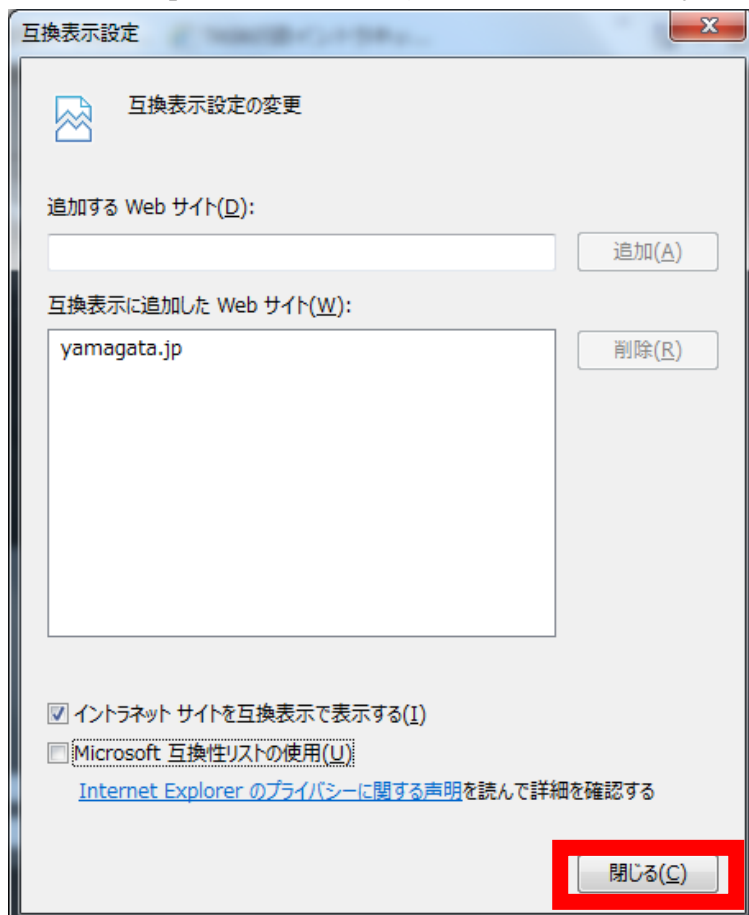 互換表示設定
互換表示設定の変更
追加する Web サイト(D):
追加(A)
互換表示に追加した Web サイト(W):
yamagata.jp
削除(R)
イントラネット サイトを互換表示で表示する(I)
Microsoft 互換性リストの使用(U)
Internet Explorer のプライバシーに関する声明を読んで詳細を確認する
閉じる(C)